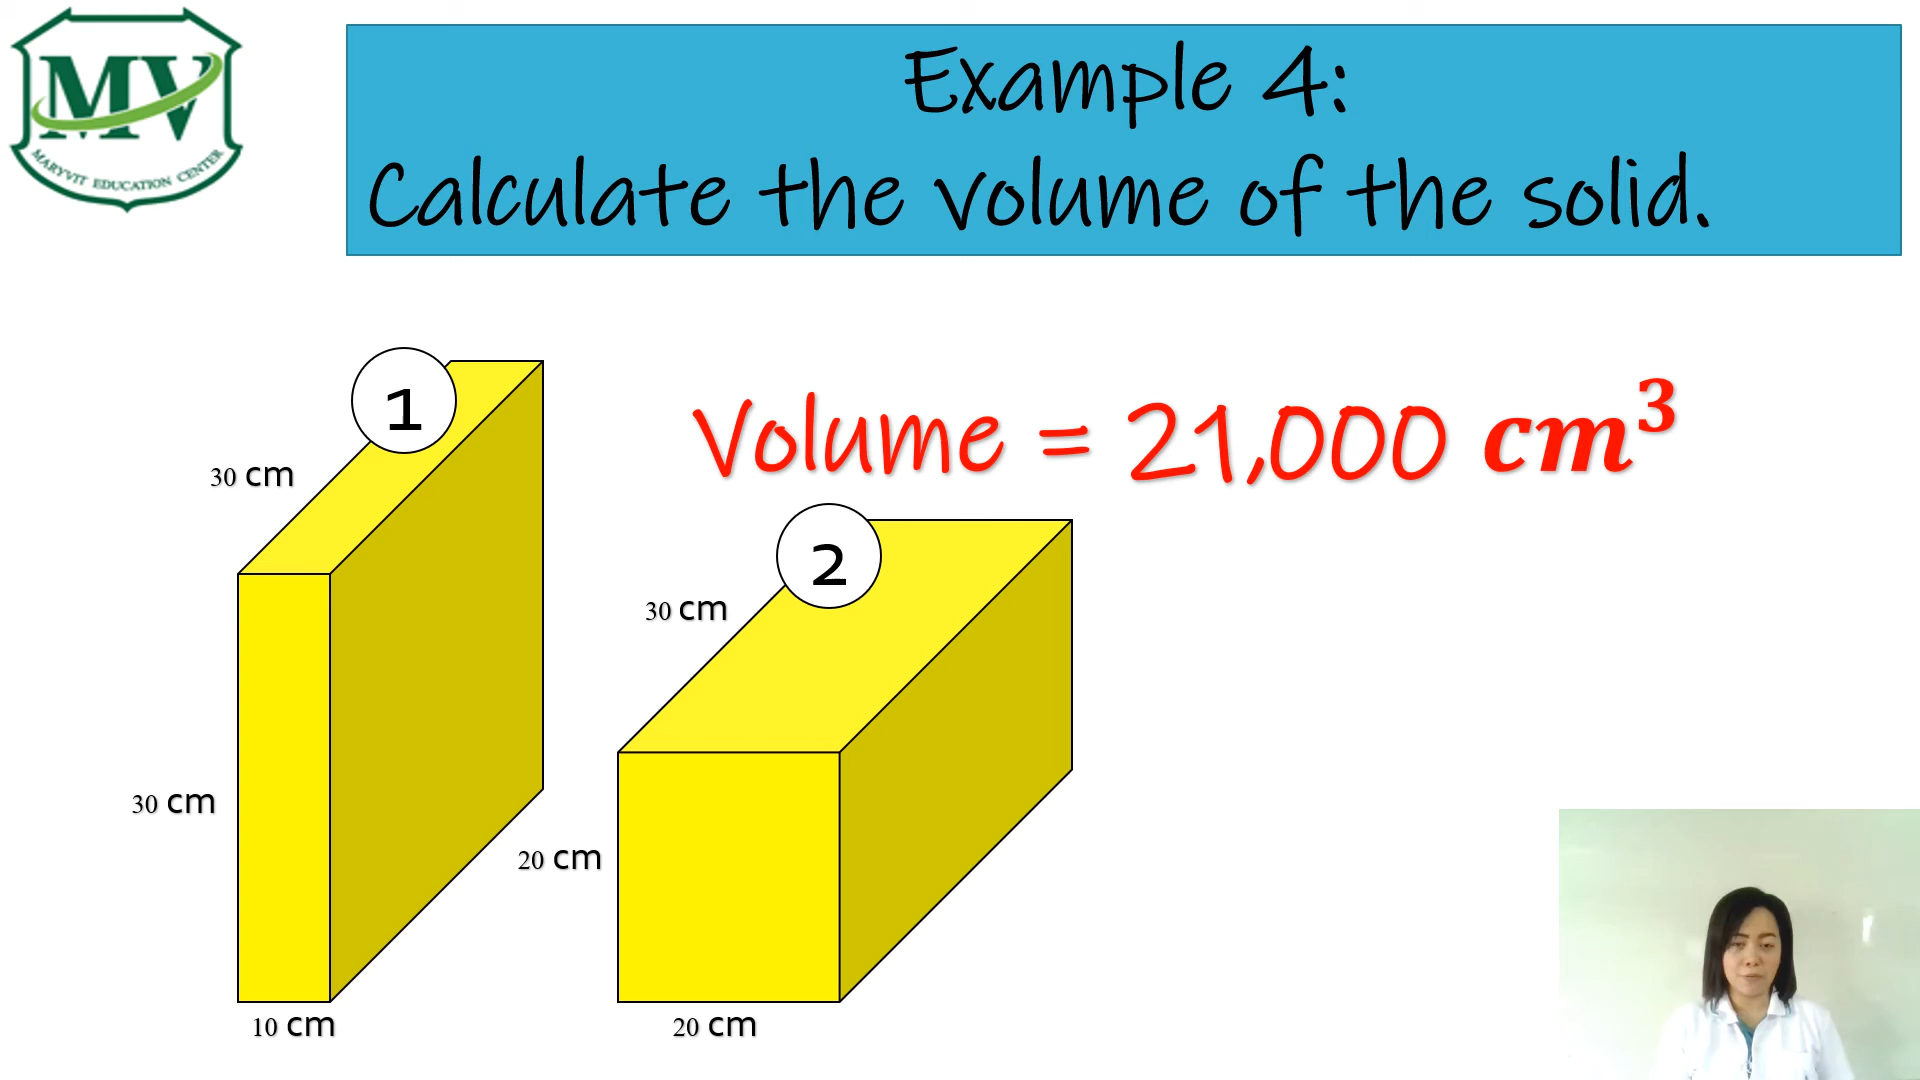 MV
MARYVIT EDUCATION CENTER
Example 4:
Calculate the volume of the solid.
1
30 cm
Volume = 21,000 cm³
2
30 cm
30 cm
20 cm
10 cm
20 cm